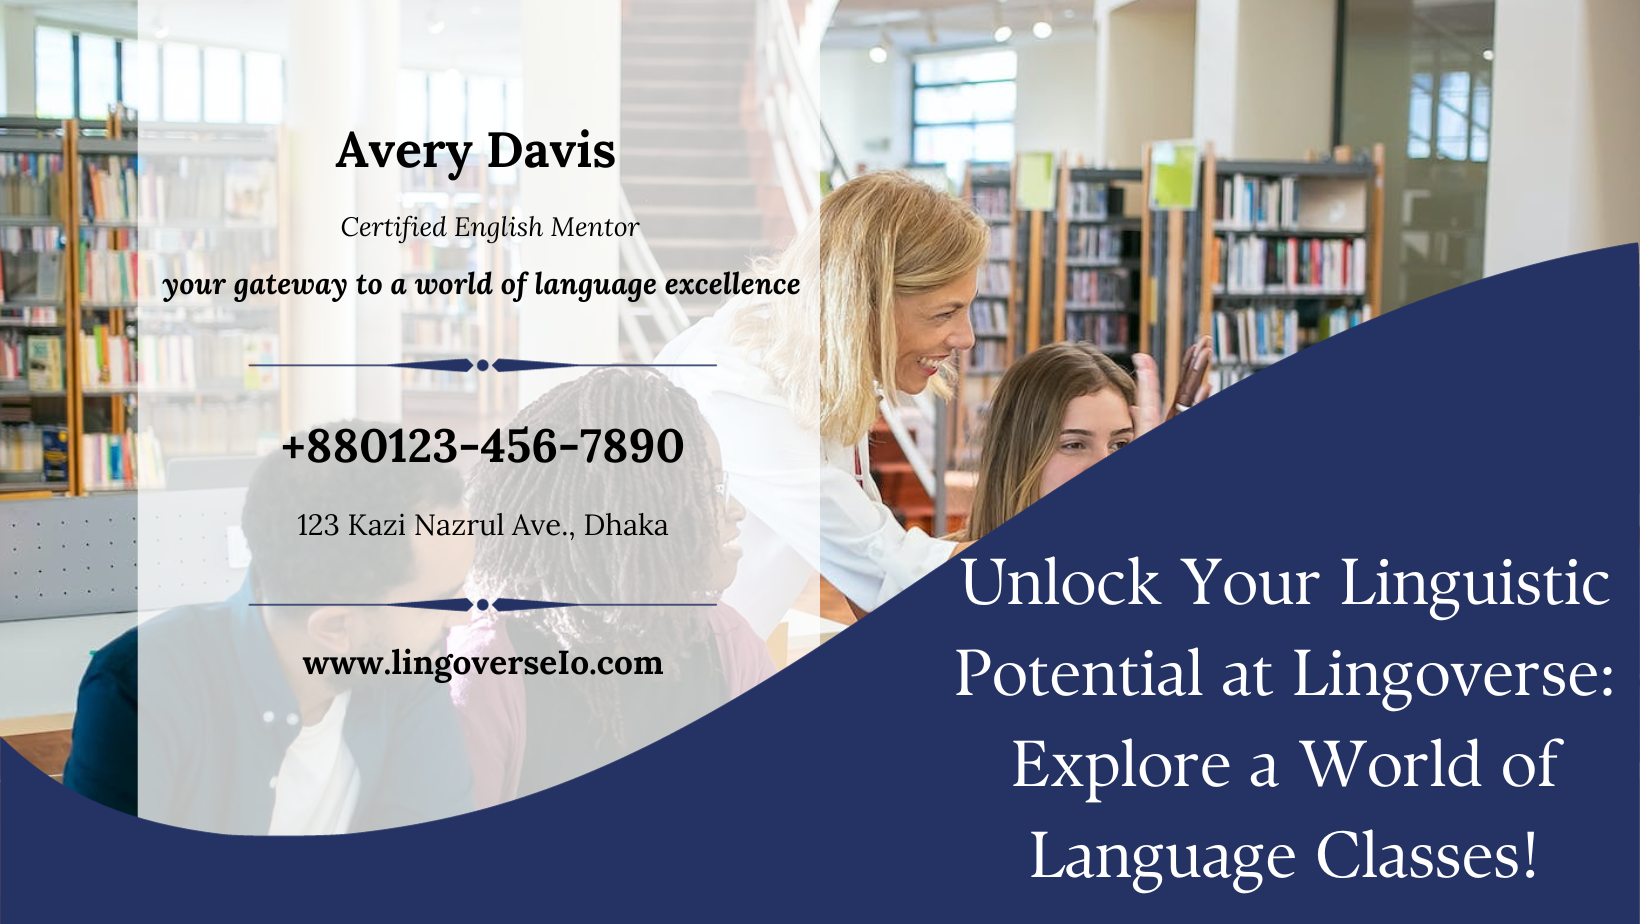 Avery Davis
Certified English Mentor
your gateway to a world of language excellence
+880123-456-7890
123 Kazi Nazrul Ave., Dhaka
www.lingoverseIo.com
Unlock Your Linguistic
Potential at Lingoverse:
Explore a World of
Language Classes!